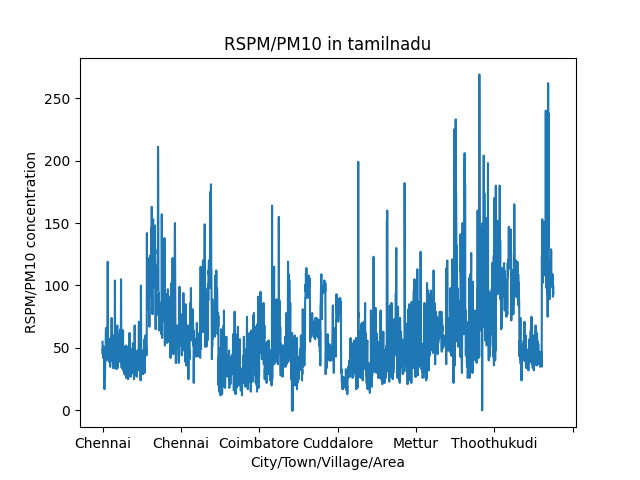 RSPM/PM10 in tamilnadu
RSPM/PM10 concentration
250
200
150
100
50
0
Chennai Chennai Coimbatore Cuddalore Mettur Thoothukudi
City/Town/Village/Area